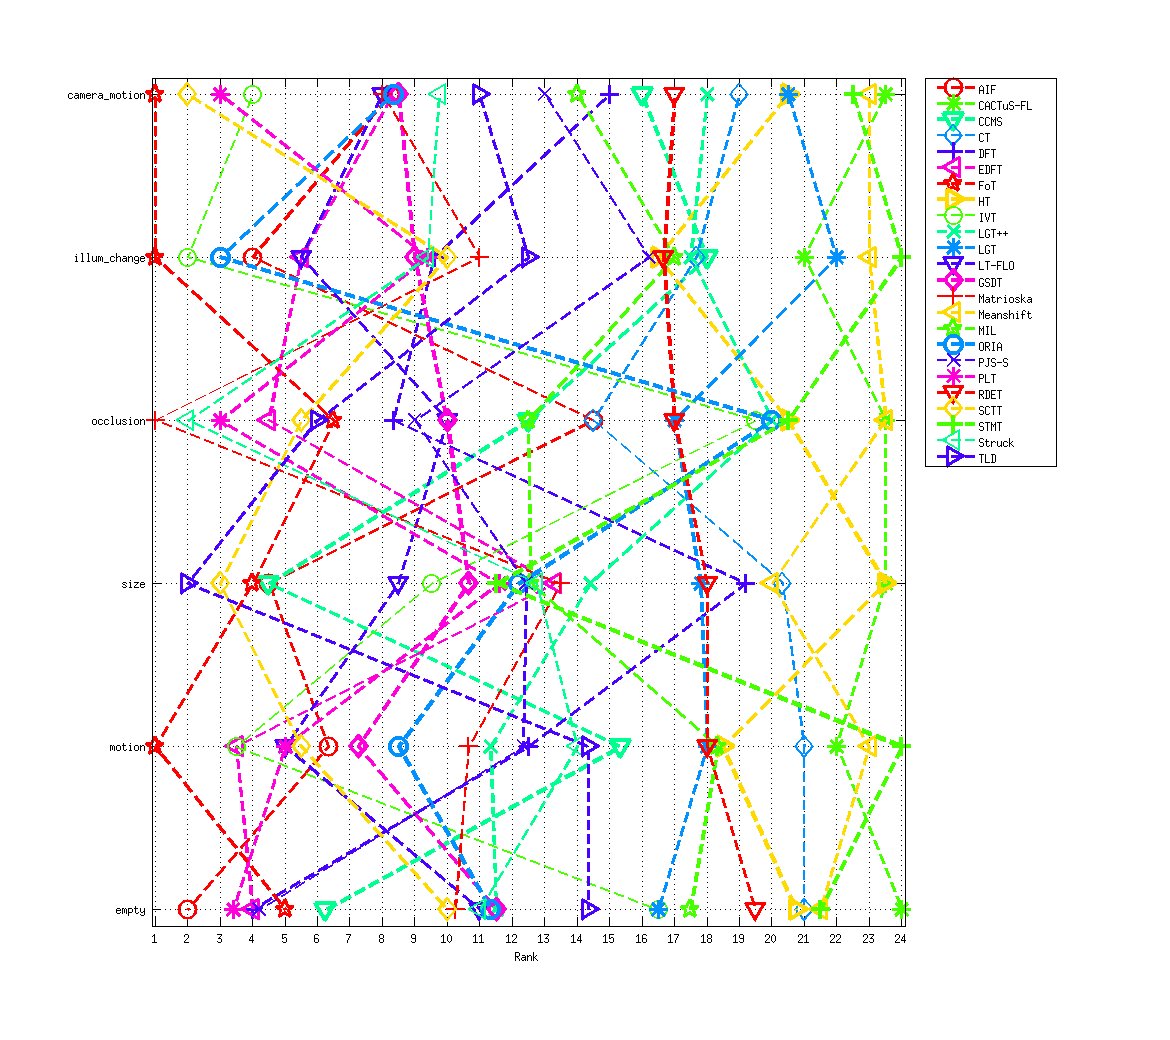 camera_motion
illum_change
occlusion
size
motion
empty
1 2 3 4 5 6 7 8 9 10 11 12 13 14 15 16 17 18 19 20 21 22 23 24
Rank
AIF
CACTuS-FL
CCMS
CT
DFT
EDFT
FoT
HT
IVT
LGT++
LGT
LT-FLO
GSDT
Matrioska
Meanshift
MIL
ORIA
PJS-S
PLT
RDET
SCTT
STMT
Struck
TLD